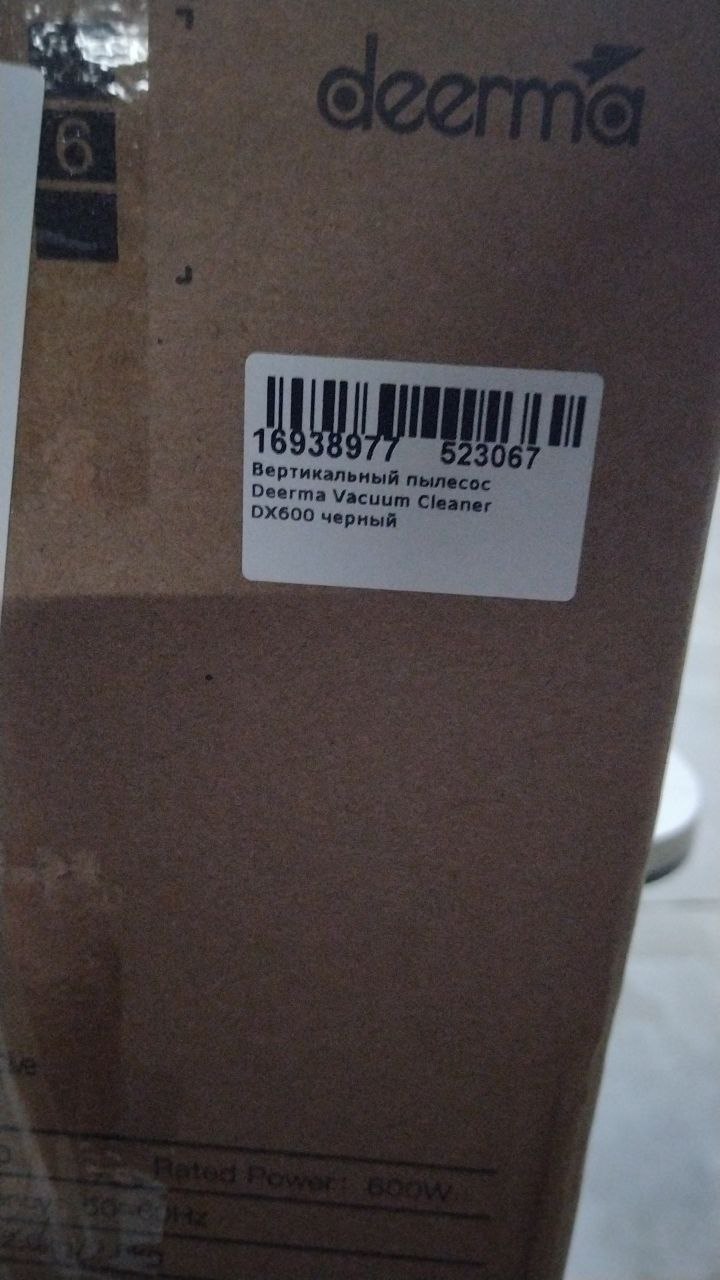 deerma
6
16938977 523067
Вертикальный пылесос
Deerma Vacuum Cleaner
DX600 черный
Rated Power: 600W
50-60Hz